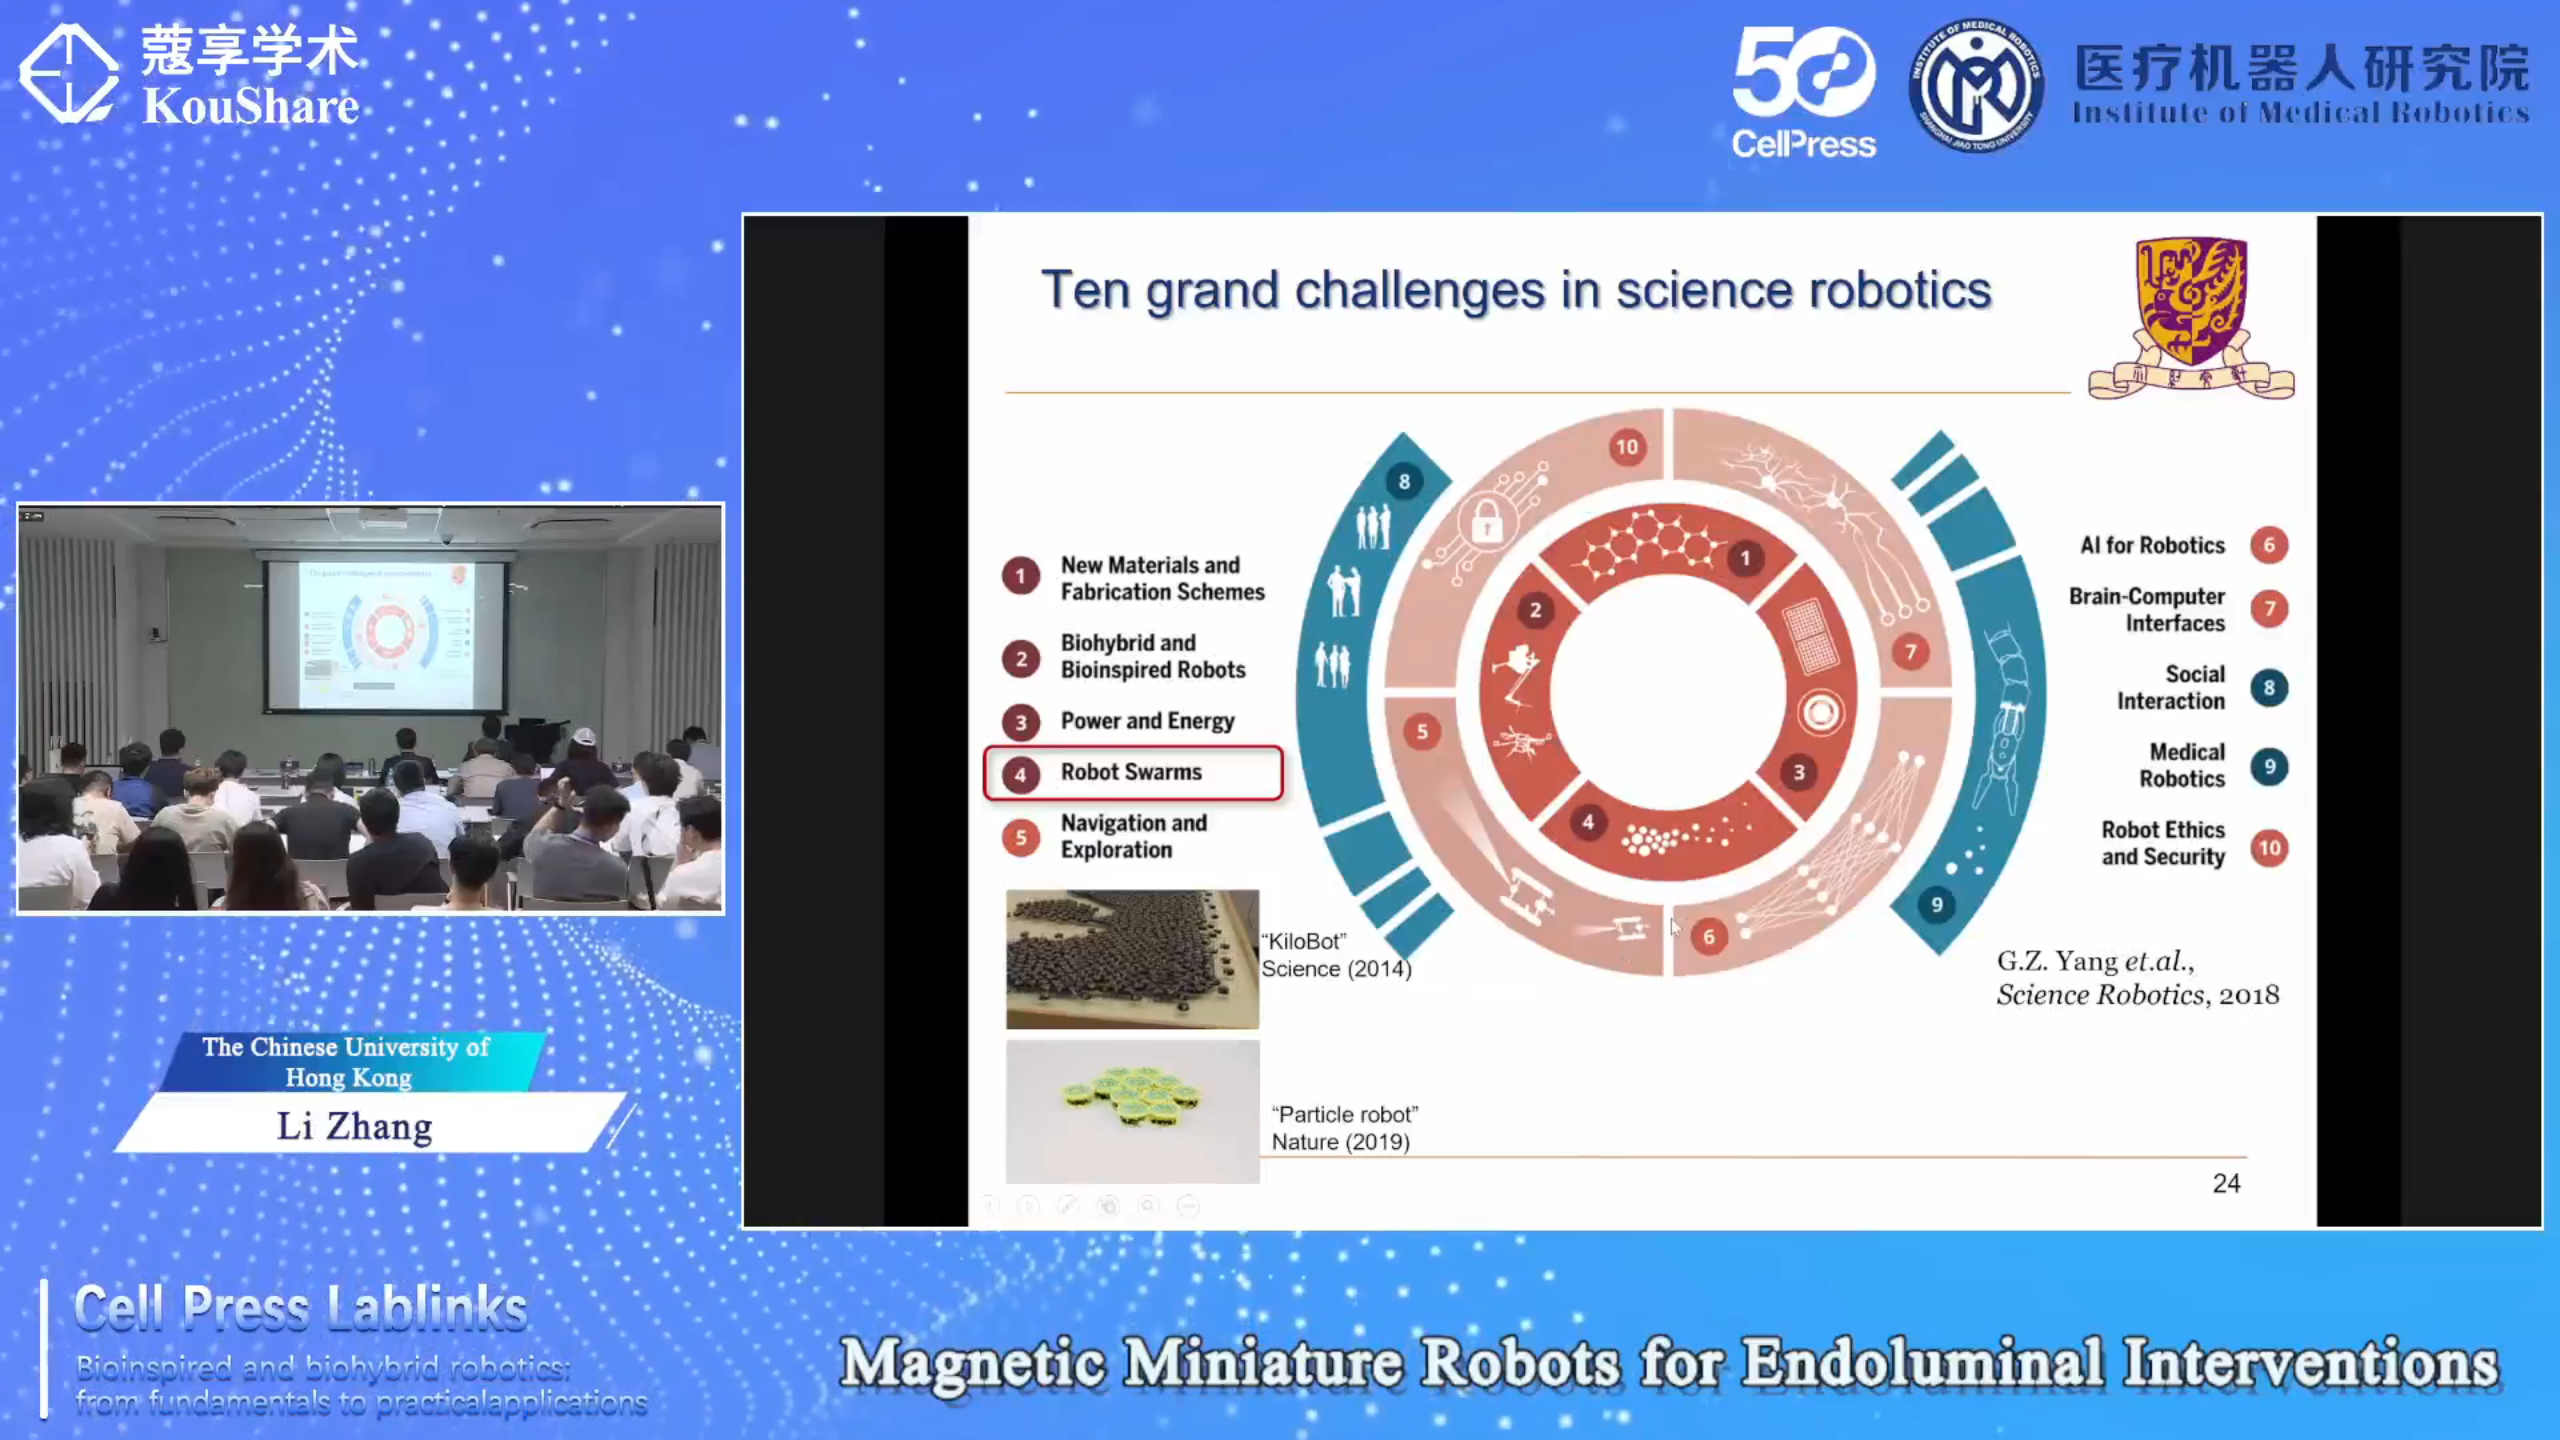 蔻享学术
KouShare
50
CellPress
INSTITUTE OF MEDICAL ROBOTICS
SHANGHAI JIAO TONG UNIVERSITY
医疗机器人研究院
Institute of Medical Robotics
Ten grand challenges in science robotics
1 New Materials and
Fabrication Schemes
2 Biohybrid and
Bioinspired Robots
3 Power and Energy
4 Robot Swarms
5 Navigation and
Exploration
8
10
1
2
7
5
3
4
6
9
AI for Robotics 6
Brain-Computer
Interfaces 7
Social
Interaction 8
Medical
Robotics 9
Robot Ethics
and Security 10
"KiloBot"
Science (2014)
G.Z. Yang et.al.,
Science Robotics, 2018
"Particle robot"
Nature (2019)
24
The Chinese University of
Hong Kong
Li Zhang
Cell Press Lablinks
Bioinspired and biohybrid robotics:
from fundamentals to practicalapplications
Magnetic Miniature Robots for Endoluminal Interventions